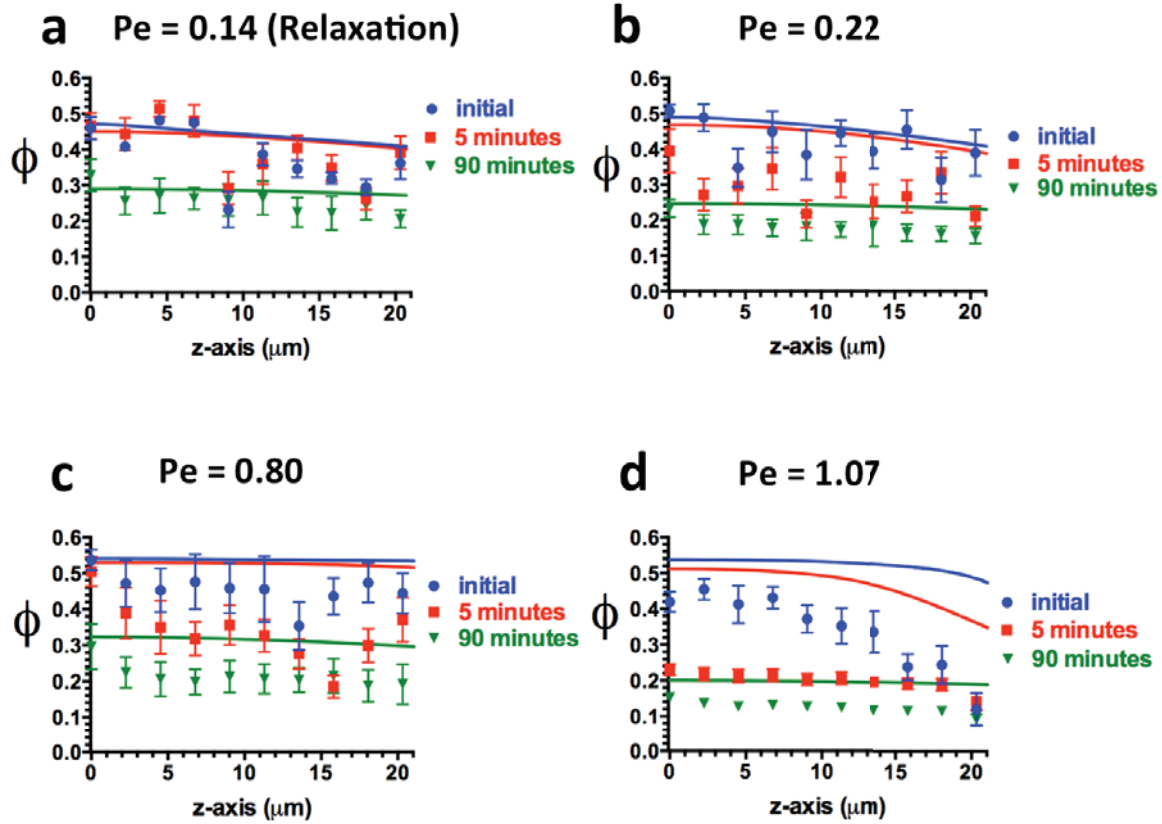 a Pe = 0.14 (Relaxation)
0.6
0.5
0.4
0.3
0.2
0.1
0.0
ϕ
0 5 10 15 20
z-axis (μm)
initial
5 minutes
90 minutes
b Pe = 0.22
0.6
0.5
0.4
0.3
0.2
0.1
0.0
ϕ
0 5 10 15 20
z-axis (μm)
initial
5 minutes
90 minutes
c Pe = 0.80
0.6
0.5
0.4
0.3
0.2
0.1
0.0
ϕ
0 5 10 15 20
z-axis (μm)
initial
5 minutes
90 minutes
d Pe = 1.07
0.6
0.5
0.4
0.3
0.2
0.1
0.0
ϕ
0 5 10 15 20
z-axis (μm)
initial
5 minutes
90 minutes